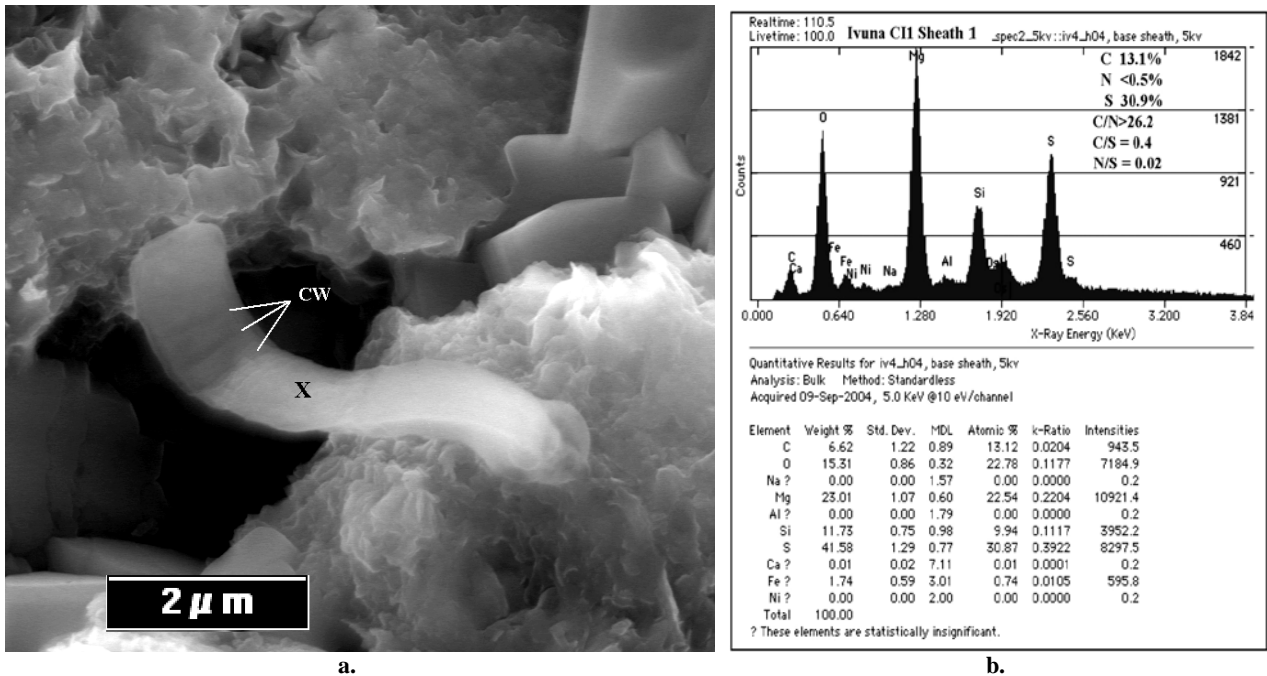 CW
X
2 μm
a.
Realtime: 110.5
Livetime: 100.0 Ivuna CI1 Sheath 1 _spec2_5kv::iv4_h04, base sheath, 5kv
1842
1381
921
460
Counts
C 13.1%
N <0.5%
S 30.9%
C/N>26.2
C/S = 0.4
N/S = 0.02
C
Ca
O
Fe
Fe
Ni
Ni
Na
Mg
Al
Si
S
S
0.000 0.640 1.280 1.920 2.560 3.200 3.84
X-Ray Energy (KeV)
Quantitative Results for iv4_h04, base sheath, 5kv
Analysis: Bulk Method: Standardless
Acquired 09-Sep-2004, 5.0 KeV @10 eV/channel
Element Weight % Std. Dev. MDL Atomic % k-Ratio Intensities
C 6.62 1.22 0.89 13.12 0.0204 943.5
O 15.31 0.86 0.32 22.78 0.1177 7184.9
Na ? 0.00 0.00 1.57 0.00 0.0000 0.2
Mg 23.01 1.07 0.60 22.54 0.2204 10921.4
Al ? 0.00 0.00 1.79 0.00 0.0000 0.2
Si 11.73 0.75 0.98 9.94 0.1117 3952.2
S 41.58 1.29 0.77 30.87 0.3922 8297.5
Ca ? 0.01 0.02 7.11 0.01 0.0001 0.2
Fe ? 1.74 0.59 3.01 0.74 0.0105 595.8
Ni ? 0.00 0.00 2.00 0.00 0.0000 0.2
Total 100.00
? These elements are statistically insignificant.
b.